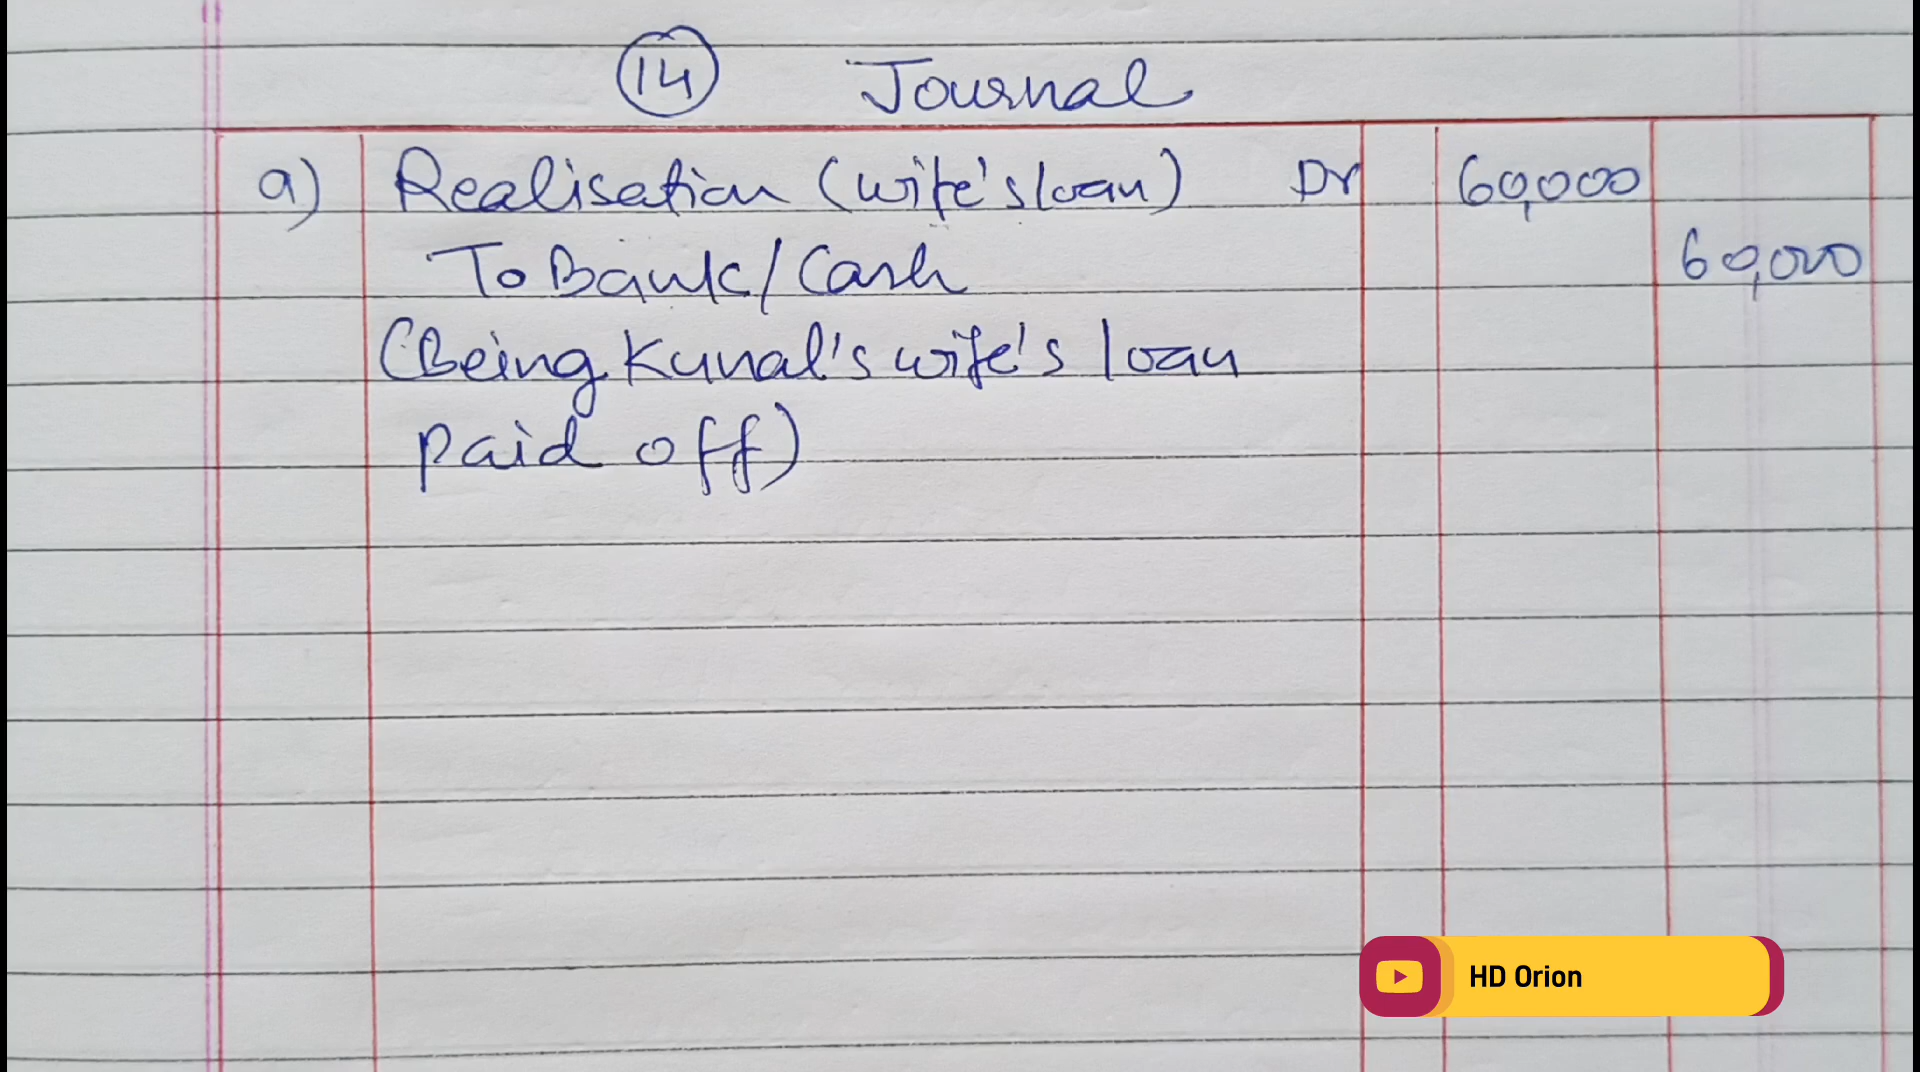 14 Journal
a) Realisation (wife's loan) Dr 60,000
To Bank/Cash 60,000
(Being Kunal's wife's loan
paid off)
HD Orion